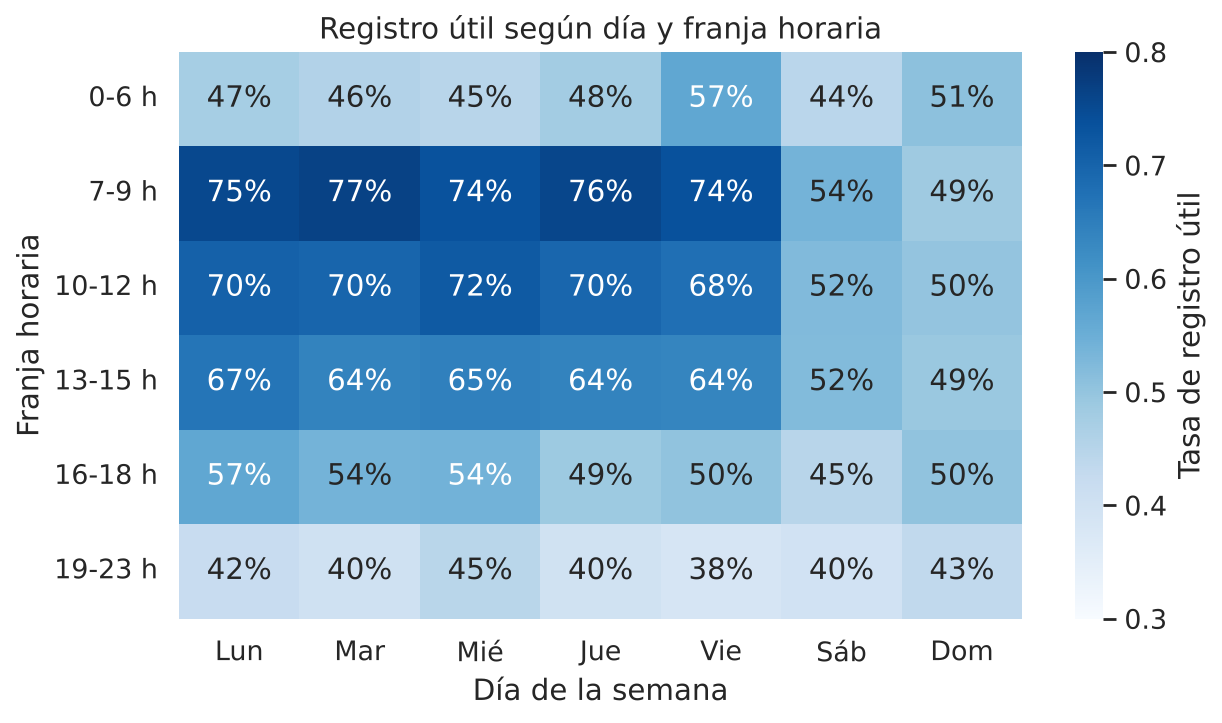 Registro útil según día y franja horaria
Franja horaria
0-6 h 47% 46% 45% 48% 57% 44% 51%
7-9 h 75% 77% 74% 76% 74% 54% 49%
10-12 h 70% 70% 72% 70% 68% 52% 50%
13-15 h 67% 64% 65% 64% 64% 52% 49%
16-18 h 57% 54% 54% 49% 50% 45% 50%
19-23 h 42% 40% 45% 40% 38% 40% 43%
Lun Mar Mié Jue Vie Sáb Dom
Día de la semana
0.8
0.7
0.6
0.5
0.4
0.3
Tasa de registro útil